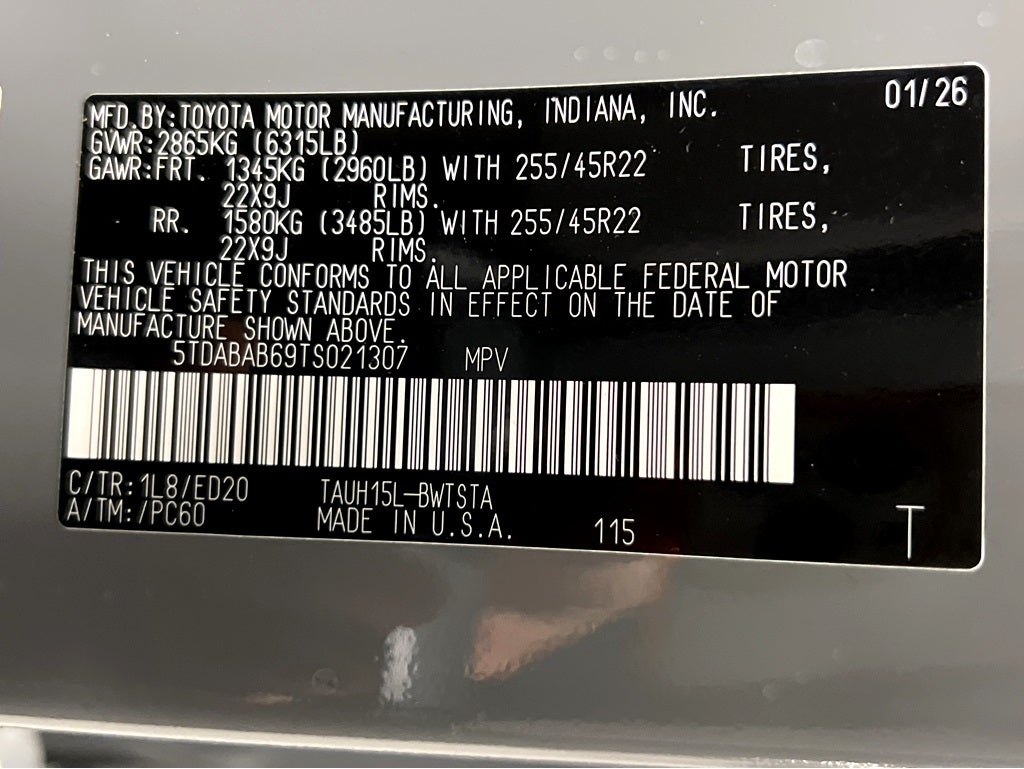 01/26
MFD.BY:TOYOTA MOTOR MANUFACTURING, INDIANA, INC.
GVWR:2865KG (6315LB)
GAWR:FRT. 1345KG (2960LB) WITH 255/45R22 TIRES,
22X9J RIMS.
RR. 1580KG (3485LB) WITH 255/45R22 TIRES,
22X9J RIMS.
THIS VEHICLE CONFORMS TO ALL APPLICABLE FEDERAL MOTOR
VEHICLE SAFETY STANDARDS IN EFFECT ON THE DATE OF
MANUFACTURE SHOWN ABOVE.
5TDABAB69TS021307 MPV
C/TR:1L8/ED20 TAUH15L-BWTSTA
A/TM:/PC60 MADE IN U.S.A. 115 T